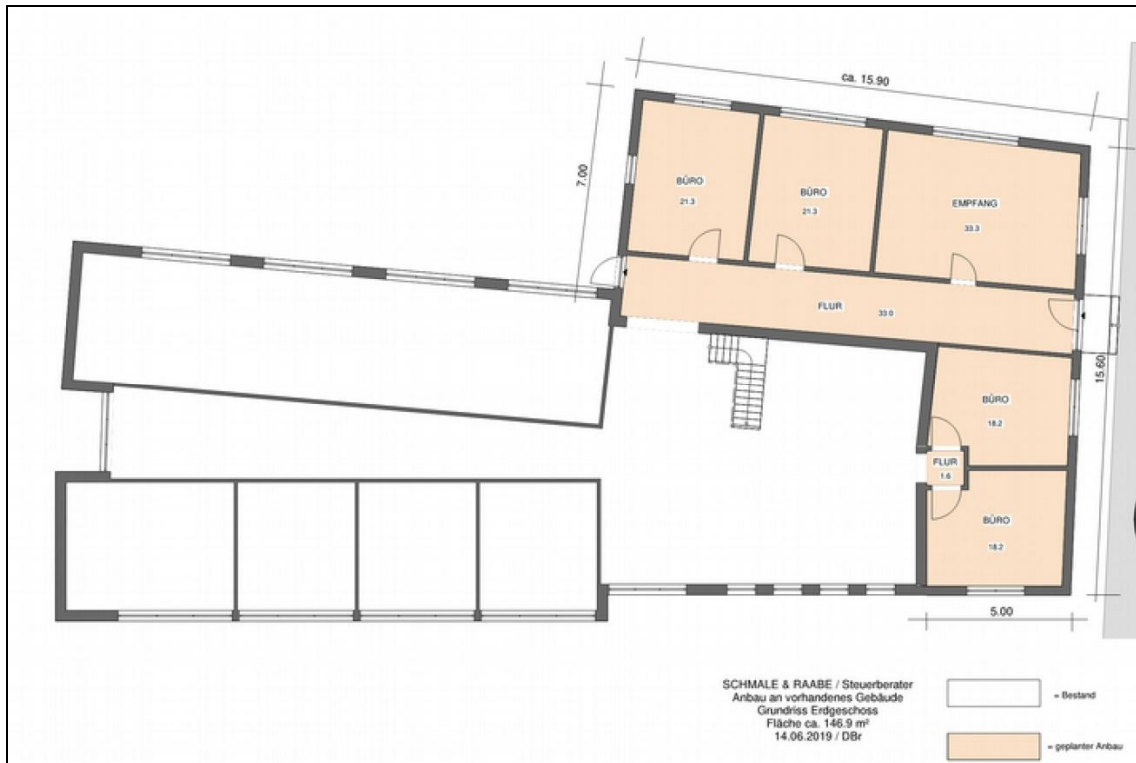 ca. 15.90
7.00
BÜRO
21.3
BÜRO
21.3
EMPFANG
33.3
FLUR
33.0
15.60
BÜRO
18.2
FLUR
1.6
BÜRO
18.2
5.00
SCHMALE & RAABE / Steuerberater
Anbau an vorhandenes Gebäude
Grundriss Erdgeschoss
Fläche ca. 146.9 m²
14.06.2019 / DBr
= Bestand
= geplanter Anbau